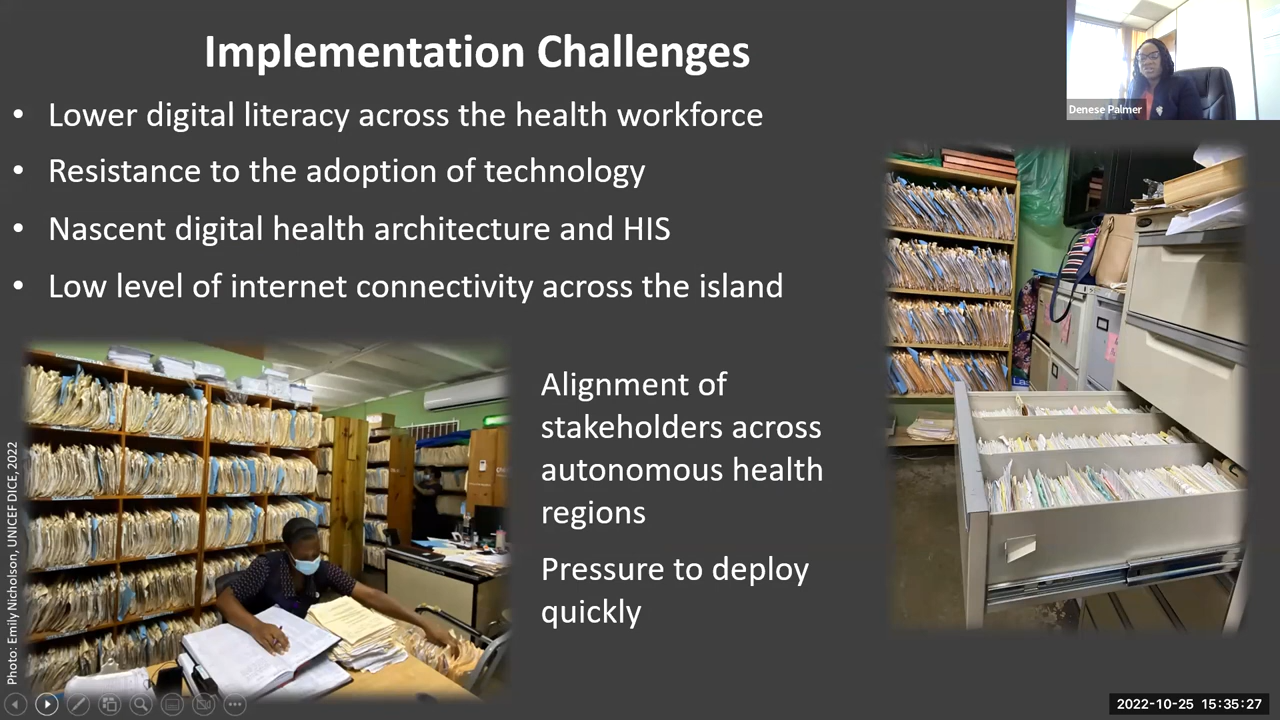 Implementation Challenges
Denese Palmer
• Lower digital literacy across the health workforce
• Resistance to the adoption of technology
• Nascent digital health architecture and HIS
• Low level of internet connectivity across the island
Alignment of
stakeholders across
autonomous health
regions
Pressure to deploy
quickly
Photo: Emily Nicholson, UNICEF DICE, 2022
2022-10-25 15:35:27